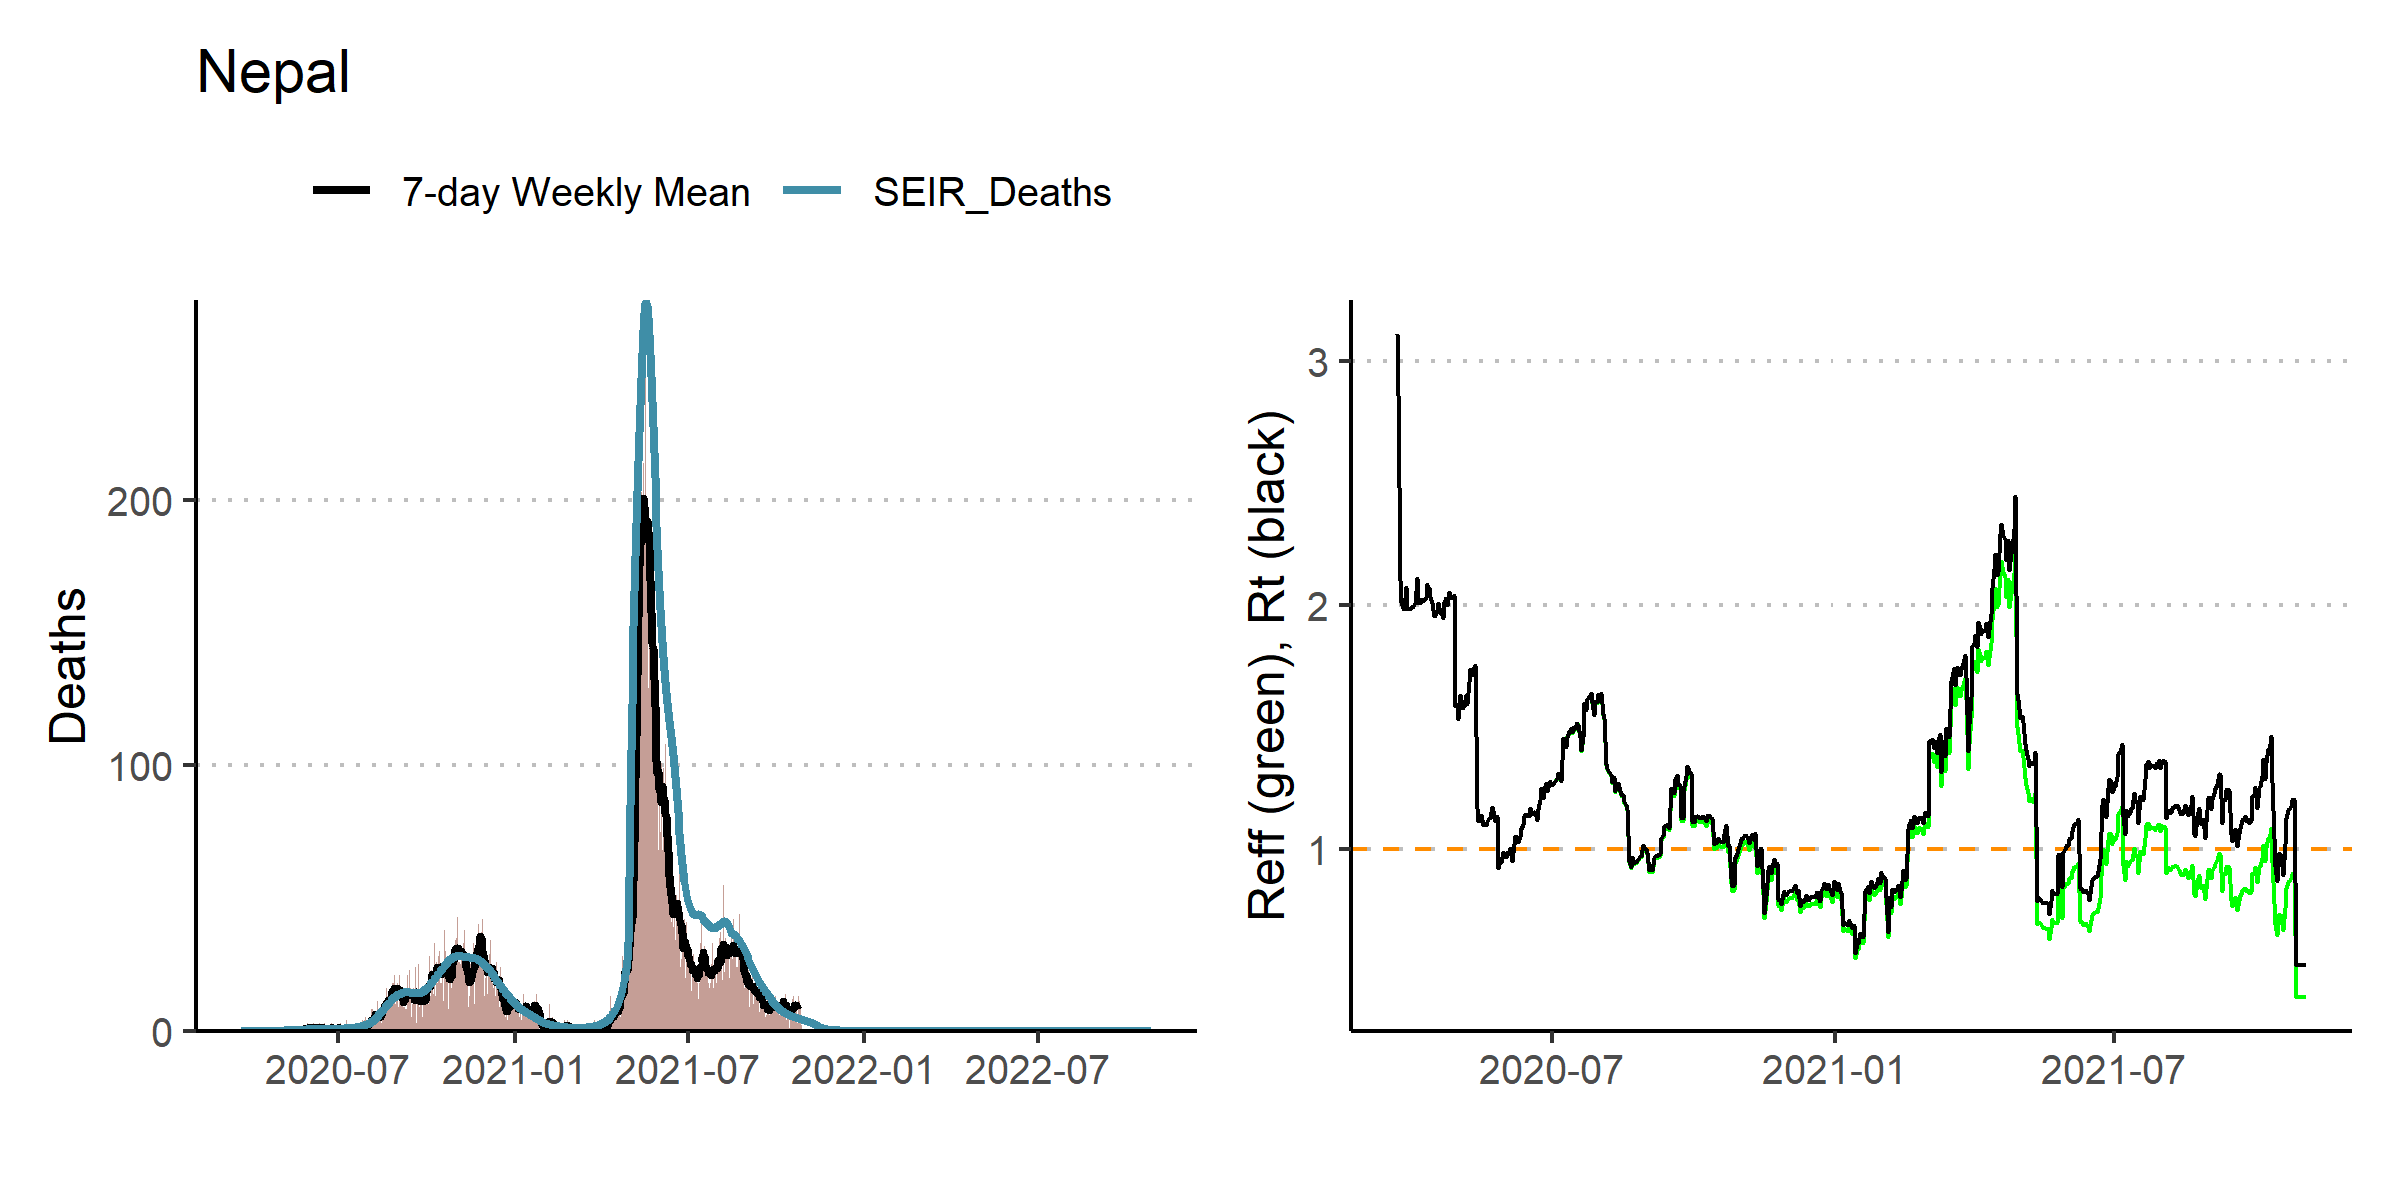 Nepal
7-day Weekly Mean
SEIR_Deaths
Deaths
200
100
0
2020-07
2021-01
2021-07
2022-01
2022-07
Reff (green), Rt (black)
3
2
1
2020-07
2021-01
2021-07